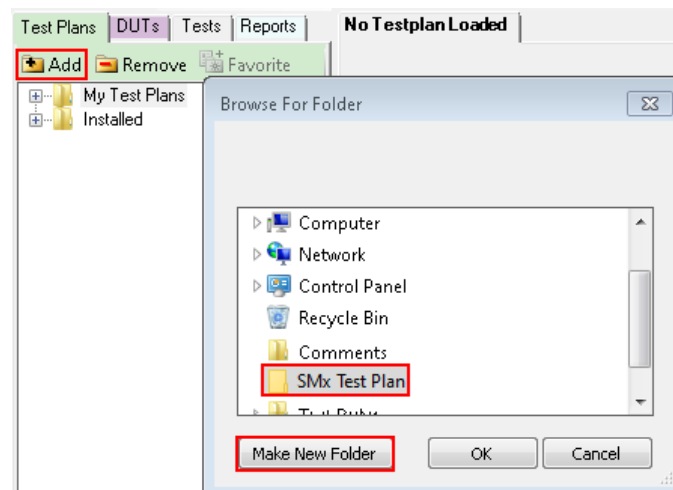 Test Plans DUTs Tests Reports No Testplan Loaded
Add Remove Favorite
My Test Plans
Installed
Browse For Folder
Computer
Network
Control Panel
Recycle Bin
Comments
SMx Test Plan
Make New Folder OK Cancel